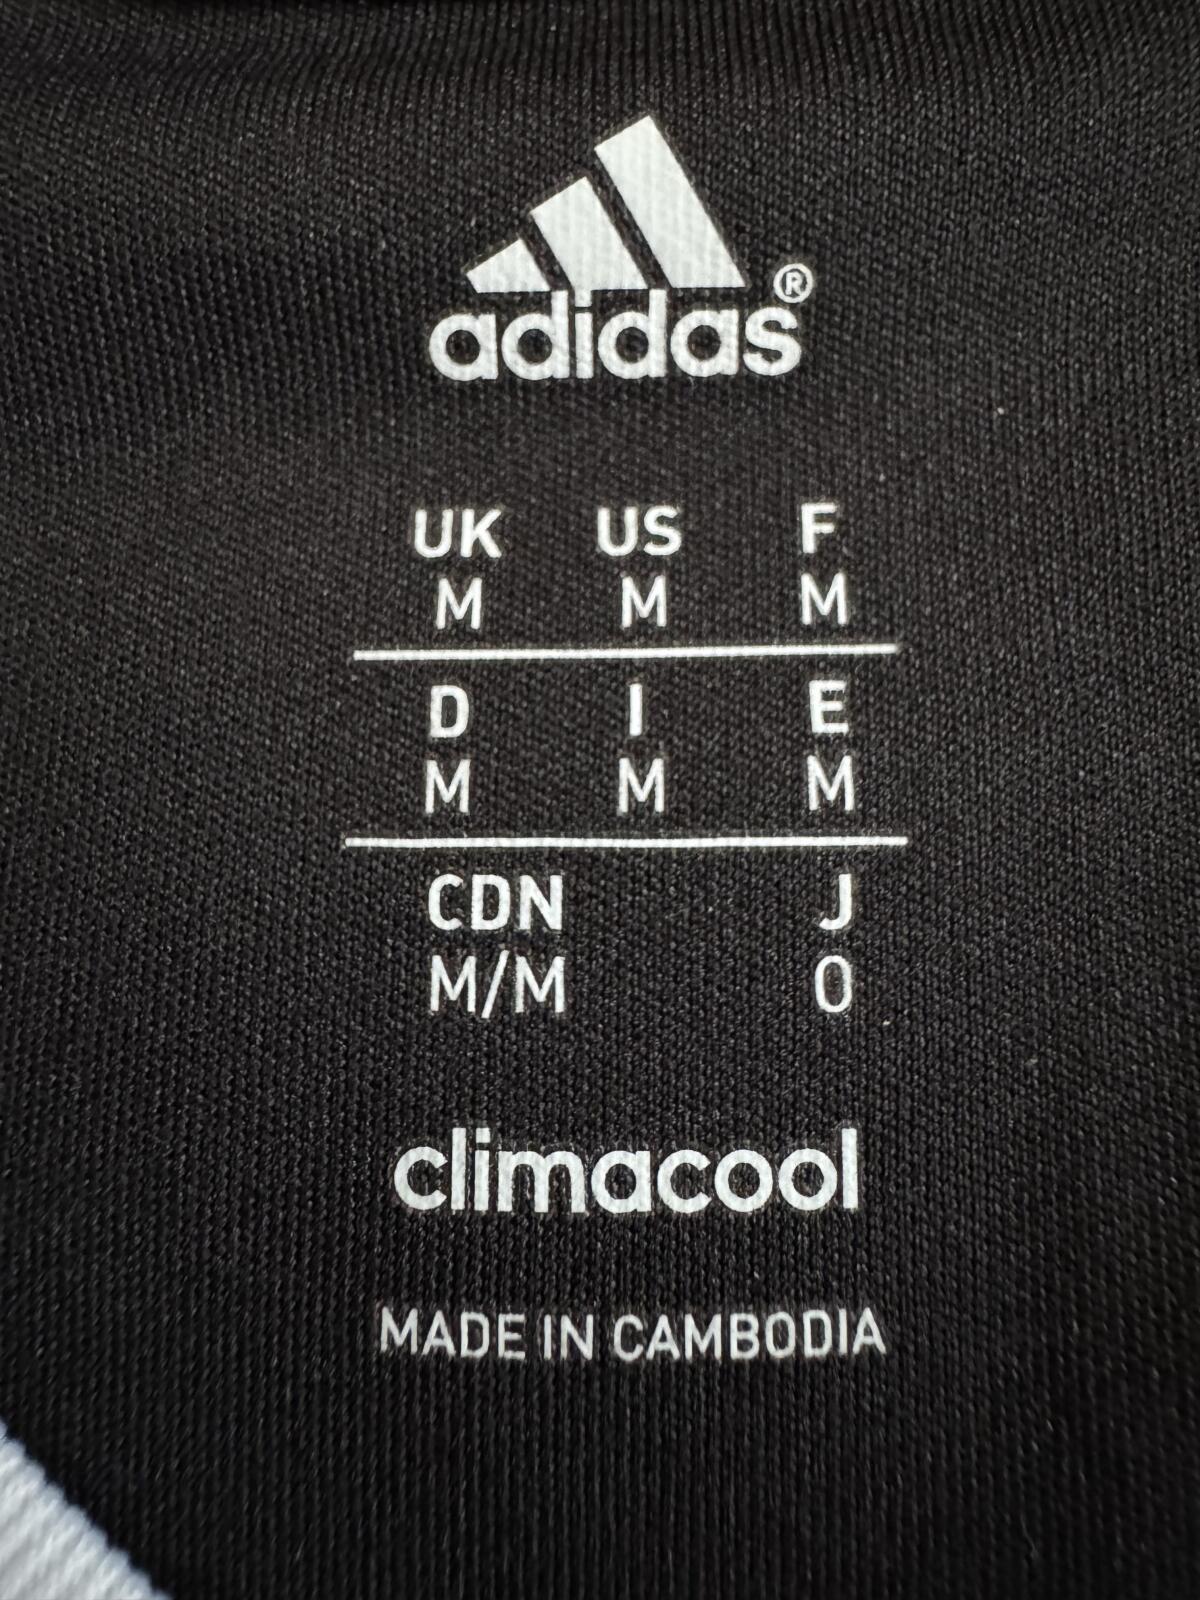 adidas®
UK US F
M M M
D I E
M M M
CDN J
M/M O
climacool
MADE IN CAMBODIA